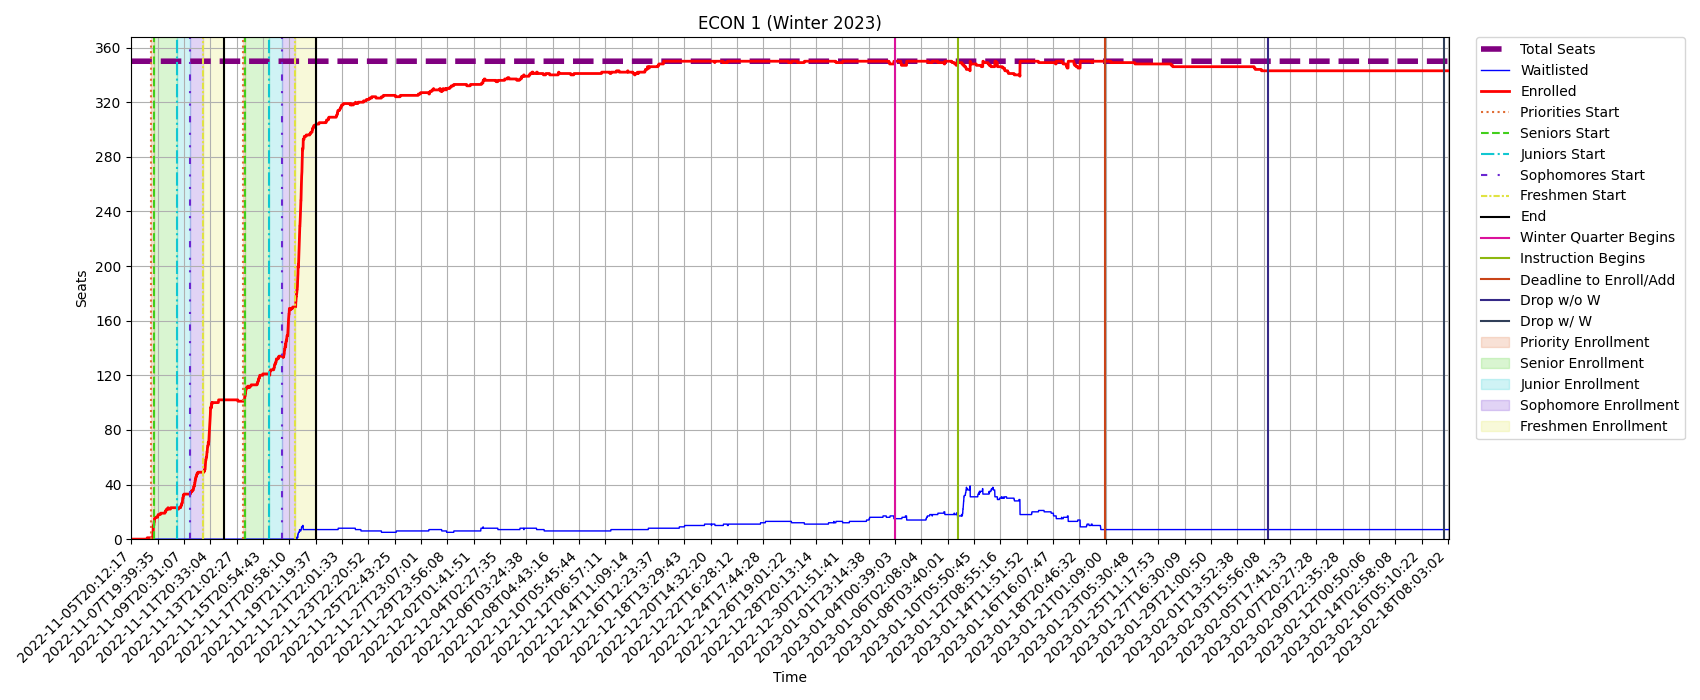 ECON 1 (Winter 2023)
Seats
360
320
280
240
200
160
120
80
40
0
2022-11-05T20:12:17
2022-11-07T19:39:35
2022-11-09T20:31:07
2022-11-11T20:33:04
2022-11-13T21:02:27
2022-11-15T20:54:43
2022-11-17T20:58:10
2022-11-19T21:19:37
2022-11-21T22:01:33
2022-11-23T22:20:52
2022-11-25T22:43:25
2022-11-27T23:07:01
2022-11-29T23:56:08
2022-12-02T01:41:51
2022-12-04T02:27:35
2022-12-06T03:24:38
2022-12-08T04:43:16
2022-12-10T05:45:44
2022-12-12T06:57:11
2022-12-14T11:09:14
2022-12-16T12:23:37
2022-12-18T13:29:43
2022-12-20T14:32:20
2022-12-22T16:28:12
2022-12-24T17:44:28
2022-12-26T19:01:22
2022-12-28T20:13:14
2022-12-30T21:51:41
2023-01-01T23:14:38
2023-01-04T00:39:03
2023-01-06T02:08:04
2023-01-08T03:40:01
2023-01-10T05:50:45
2023-01-12T08:55:16
2023-01-14T11:51:52
2023-01-16T16:07:47
2023-01-18T20:46:32
2023-01-21T01:09:00
2023-01-23T05:30:48
2023-01-25T11:17:53
2023-01-27T16:30:09
2023-01-29T21:00:50
2023-02-01T13:52:38
2023-02-03T15:56:08
2023-02-05T17:41:33
2023-02-07T20:27:28
2023-02-09T22:35:28
2023-02-12T00:50:06
2023-02-14T02:58:08
2023-02-16T05:10:22
2023-02-18T08:03:02
Time
Total Seats
Waitlisted
Enrolled
Priorities Start
Seniors Start
Juniors Start
Sophomores Start
Freshmen Start
End
Winter Quarter Begins
Instruction Begins
Deadline to Enroll/Add
Drop w/o W
Drop w/ W
Priority Enrollment
Senior Enrollment
Junior Enrollment
Sophomore Enrollment
Freshmen Enrollment